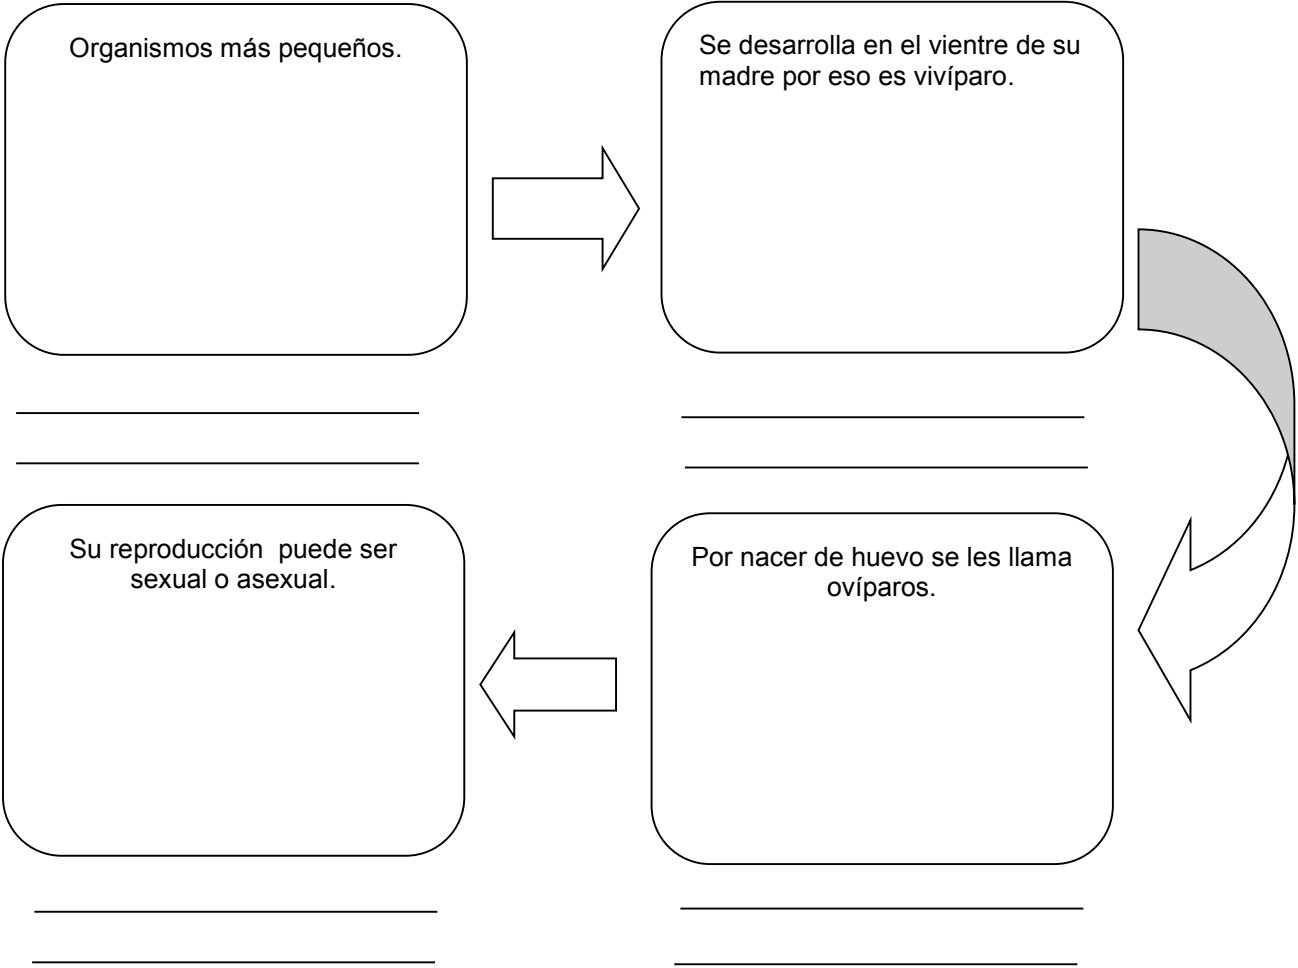 Organismos más pequeños.
Se desarrolla en el vientre de su
madre por eso es vivíparo.
Su reproducción  puede ser
sexual o asexual.
Por nacer de huevo se les llama
ovíparos.